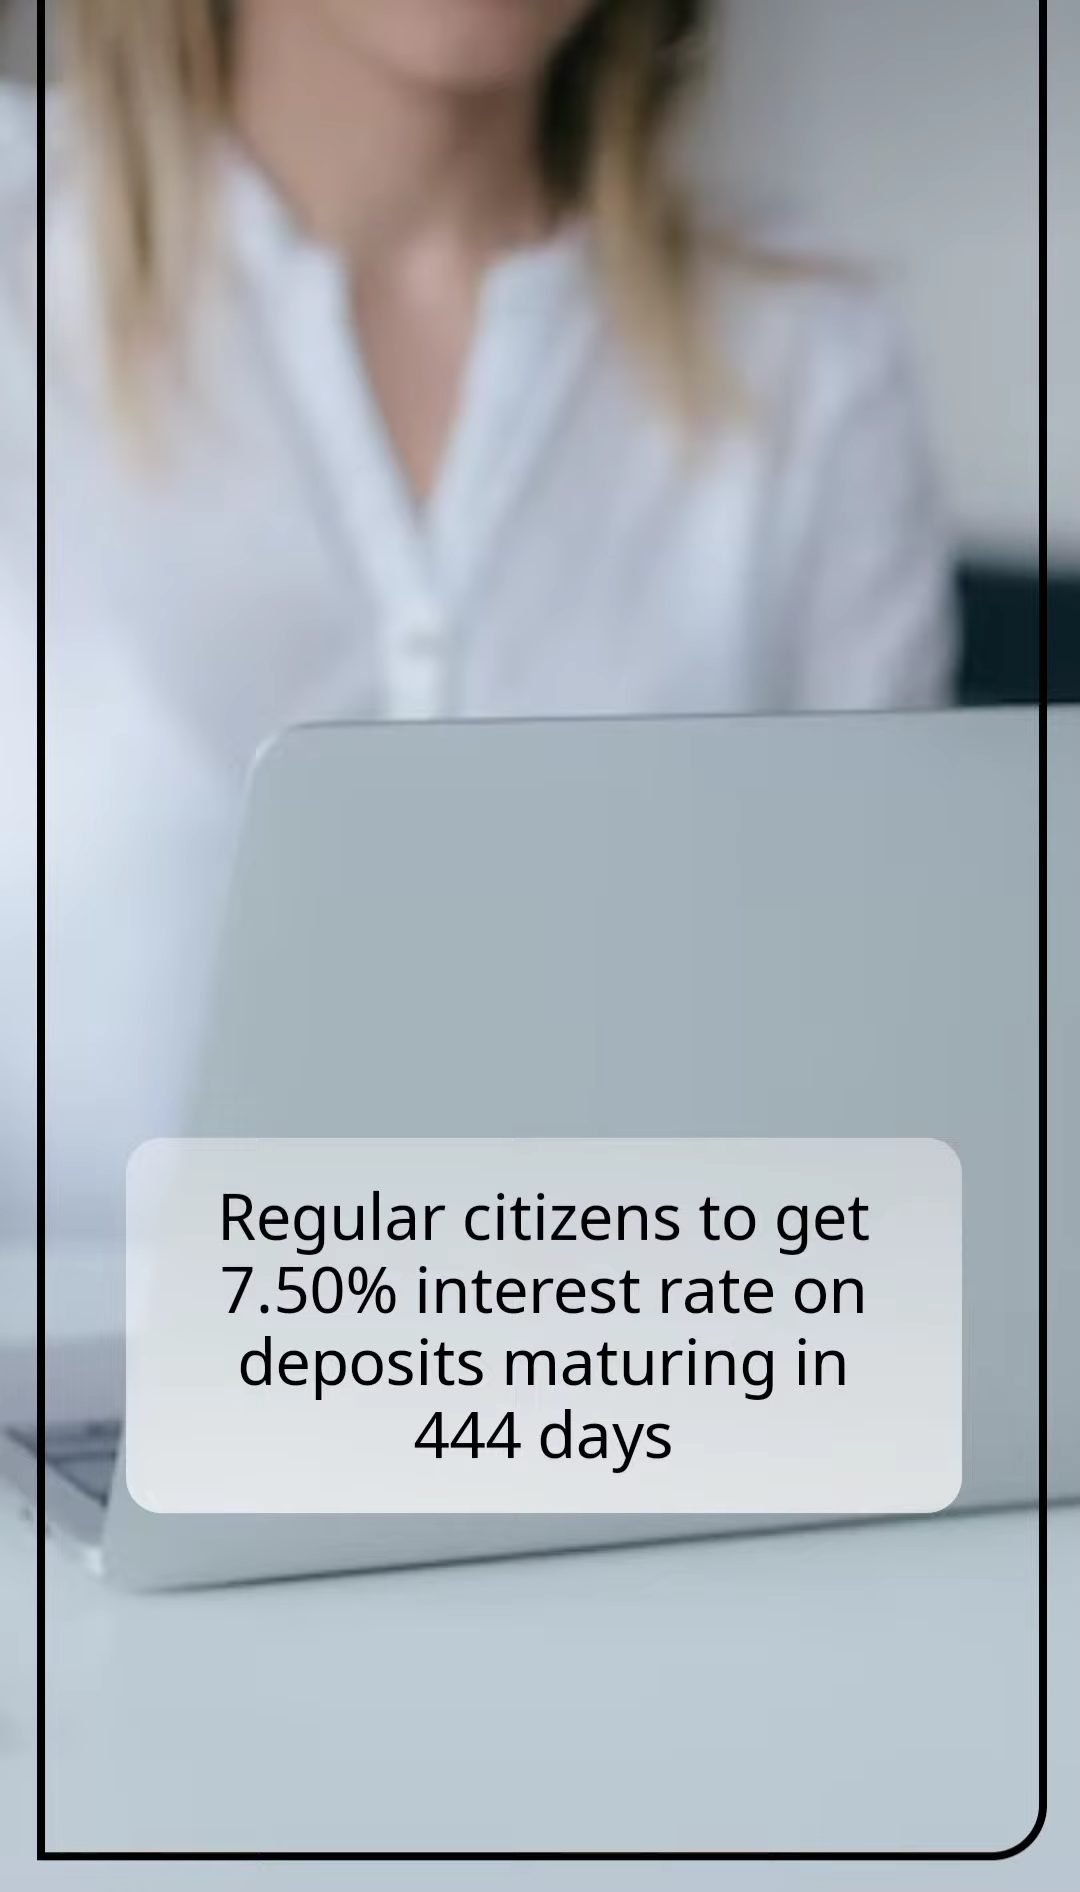 Regular citizens to get
7.50% interest rate on
deposits maturing in
444 days